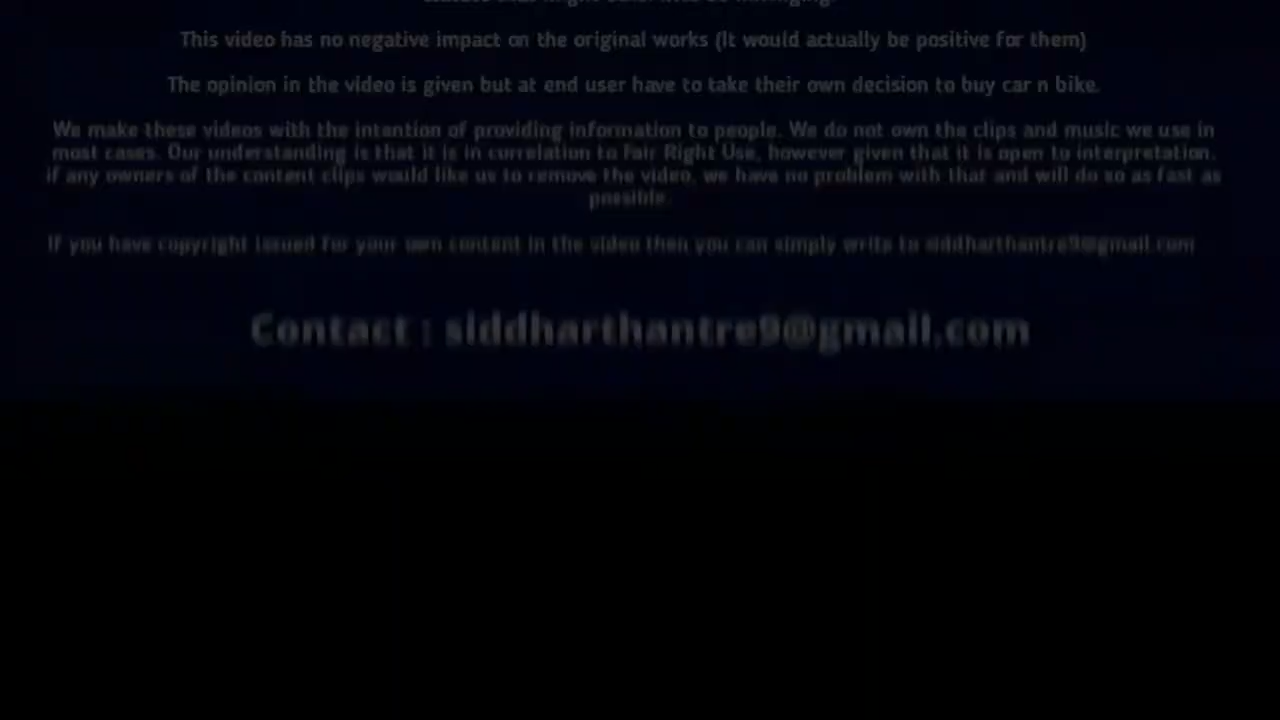 This video has no negative impact on the original works (It would actually be positive for them)
The opinion in the video is given but at end user have to take their own decision to buy car n bike.
We make these videos with the intention of providing information to people. We do not own the clips and music we use in
most cases. Our understanding is that it is in correlation to Fair Right Use, however given that it is open to interpretation.
if any owners of the content clips would like us to remove the video, we have no problem with that and will do so as fast as
possible.
If you have copyright issued for your own content in the video then you can simply write to siddharthantre9@gmail.com
Contact : siddharthantre9@gmail.com